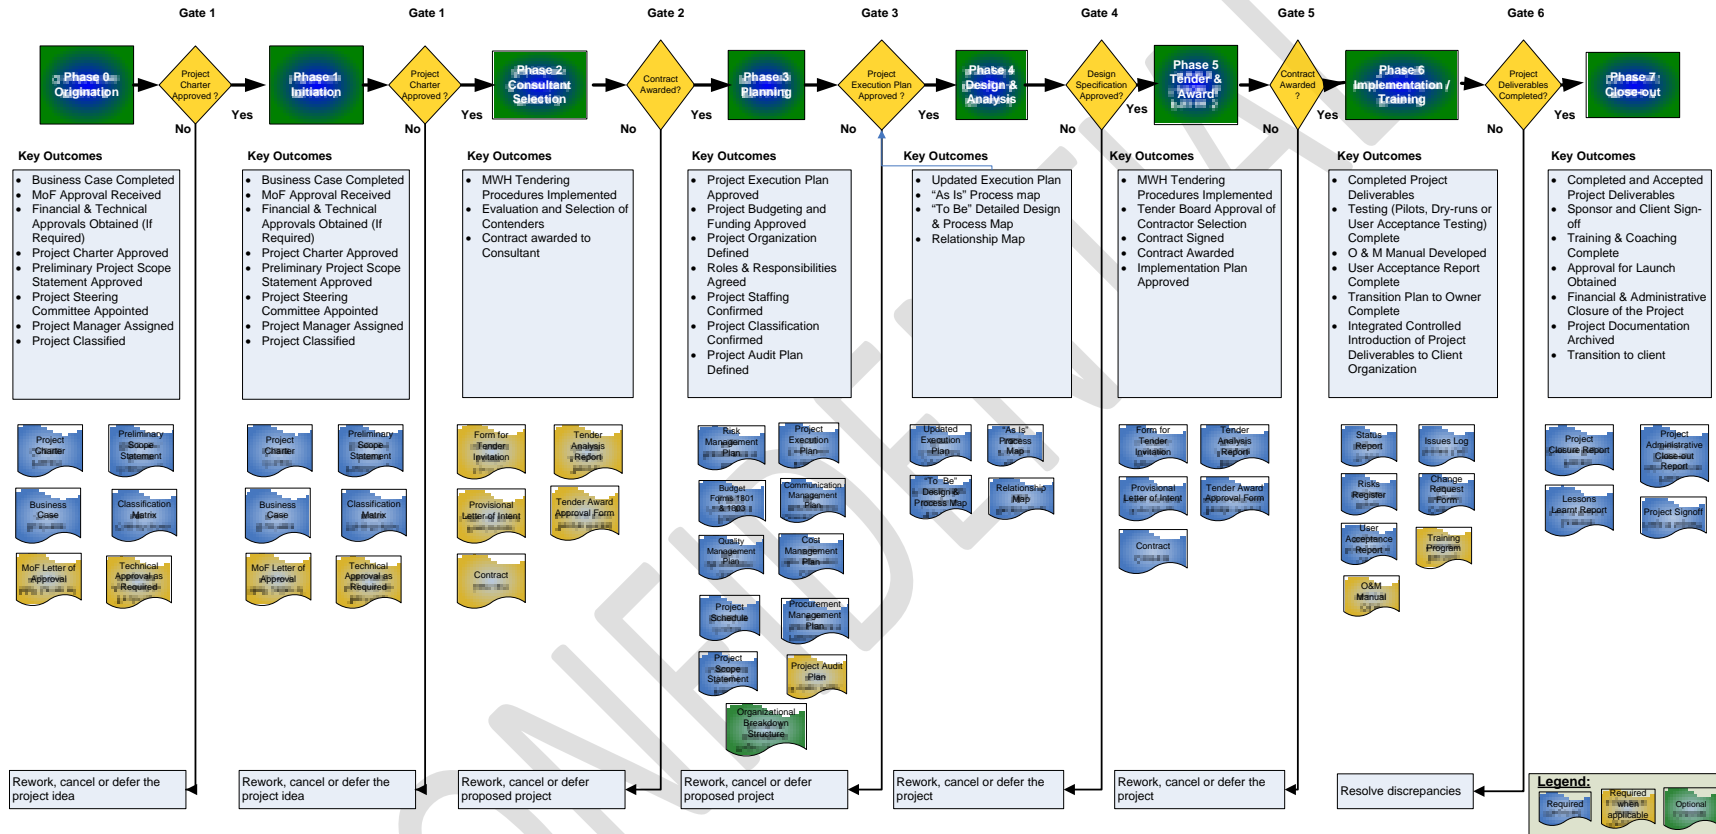 Gate 1
Gate 1
Gate 2
Gate 3
Gate 4
Gate 5
Gate 6
Phase 0
Origination
Project
Charter
Approved ?
Yes
No
Phase 1
Initiation
Project
Charter
Approved ?
Yes
No
Phase 2
Consultant
Selection
Contract
Awarded?
Yes
No
Phase 3
Planning
Project
Execution Plan
Approved ?
Yes
No
Phase 4
Design &
Analysis
Design
Specification
Approved?
Yes
No
Phase 5
Tender &
Award
Contract
Awarded
?
Yes
No
Phase 6
Implementation /
Training
Project
Deliverables
Completed?
Yes
No
Phase 7
Close-out
Key Outcomes
• Business Case Completed
• MoF Approval Received
• Financial & Technical
Approvals Obtained (If
Required)
• Project Charter Approved
• Preliminary Project Scope
Statement Approved
• Project Steering
Committee Appointed
• Project Manager Assigned
• Project Classified
Key Outcomes
• Business Case Completed
• MoF Approval Received
• Financial & Technical
Approvals Obtained (If
Required)
• Project Charter Approved
• Preliminary Project Scope
Statement Approved
• Project Steering
Committee Appointed
• Project Manager Assigned
• Project Classified
Key Outcomes
• MWH Tendering
Procedures Implemented
• Evaluation and Selection of
Contenders
• Contract awarded to
Consultant
Key Outcomes
• Project Execution Plan
Approved
• Project Budgeting and
Funding Approved
• Project Organization
Defined
• Roles & Responsibilities
Agreed
• Project Staffing
Confirmed
• Project Classification
Confirmed
• Project Audit Plan
Defined
Key Outcomes
• Updated Execution Plan
• “As Is” Process map
• “To Be” Detailed Design
& Process Map
• Relationship Map
Key Outcomes
• MWH Tendering
Procedures Implemented
• Tender Board Approval of
Contractor Selection
• Contract Signed
• Contract Awarded
• Implementation Plan
Approved
Key Outcomes
• Completed Project
Deliverables
• Testing (Pilots, Dry-runs or
User Acceptance Testing)
Complete
• O & M Manual Developed
• User Acceptance Report
Complete
• Transition Plan to Owner
Complete
• Integrated Controlled
Introduction of Project
Deliverables to Client
Organization
Key Outcomes
• Completed and Accepted
Project Deliverables
• Sponsor and Client Sign-
off
• Training & Coaching
Complete
• Approval for Launch
Obtained
• Financial & Administrative
Closure of the Project
• Project Documentation
Archived
• Transition to client
Project
Charter
Preliminary
Scope
Statement
Business
Case
Classification
Matrix
MoF Letter of
Approval
Technical
Approval as
Required
Project
Charter
Preliminary
Scope
Statement
Business
Case
Classification
Matrix
MoF Letter of
Approval
Technical
Approval as
Required
Form for
Tender
Invitation
Tender
Analysis
Report
Provisional
Letter of Intent
Tender Award
Approval Form
Contract
Risk
Management
Plan
Project
Execution
Plan
Budget
Forms 1801
& 1803
Communication
Management
Plan
Quality
Management
Plan
Cost
Management
Plan
Project
Schedule
Procurement
Management
Plan
Project
Scope
Statement
Project Audit
Plan
Organizational
Breakdown
Structure
Updated
Execution
Plan
“As Is”
Process
Map
“To Be”
Design &
Process Map
Relationship
Map
Form for
Tender
Invitation
Tender
Analysis
Report
Provisional
Letter of Intent
Tender Award
Approval Form
Contract
Status
Report
Issues Log
Risks
Register
Change
Request
Form
User
Acceptance
Report
Training
Program
O&M
Manual
Project
Closure Report
Project
Administrative
Close-out
Report
Lessons
Learnt Report
Project Signoff
Rework, cancel or defer the
project idea
Rework, cancel or defer the
project idea
Rework, cancel or defer
proposed project
Rework, cancel or defer
proposed project
Rework, cancel or defer the
project
Rework, cancel or defer the
project
Resolve discrepancies
Legend:
Required
Required
when
applicable
Optional
ONFIDENTIAL